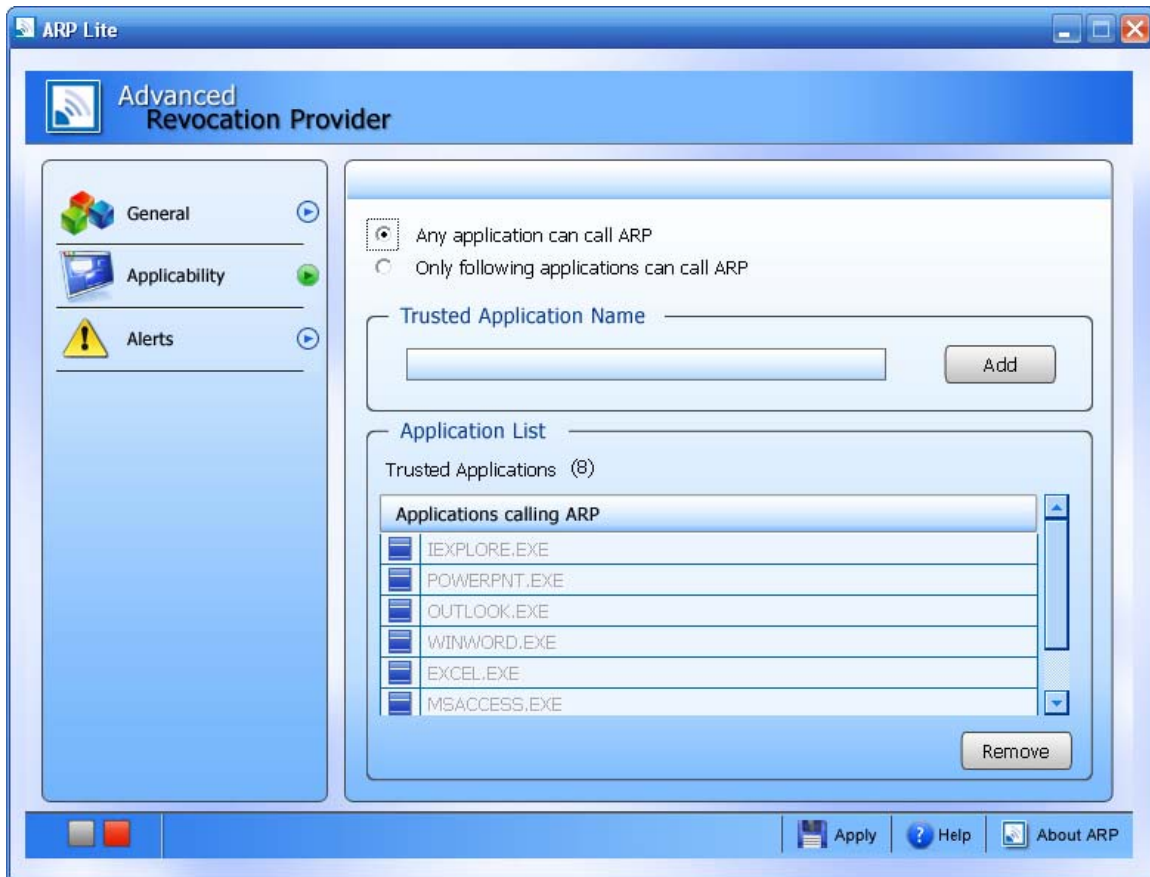 ARP Lite
Advanced
Revocation Provider
General
Applicability
Alerts
Any application can call ARP
Only following applications can call ARP
Trusted Application Name
Add
Application List
Trusted Applications (8)
Applications calling ARP
IEXPLORE.EXE
POWERPNT.EXE
OUTLOOK.EXE
WINWORD.EXE
EXCEL.EXE
MSACCESS.EXE
Remove
Apply
Help
About ARP